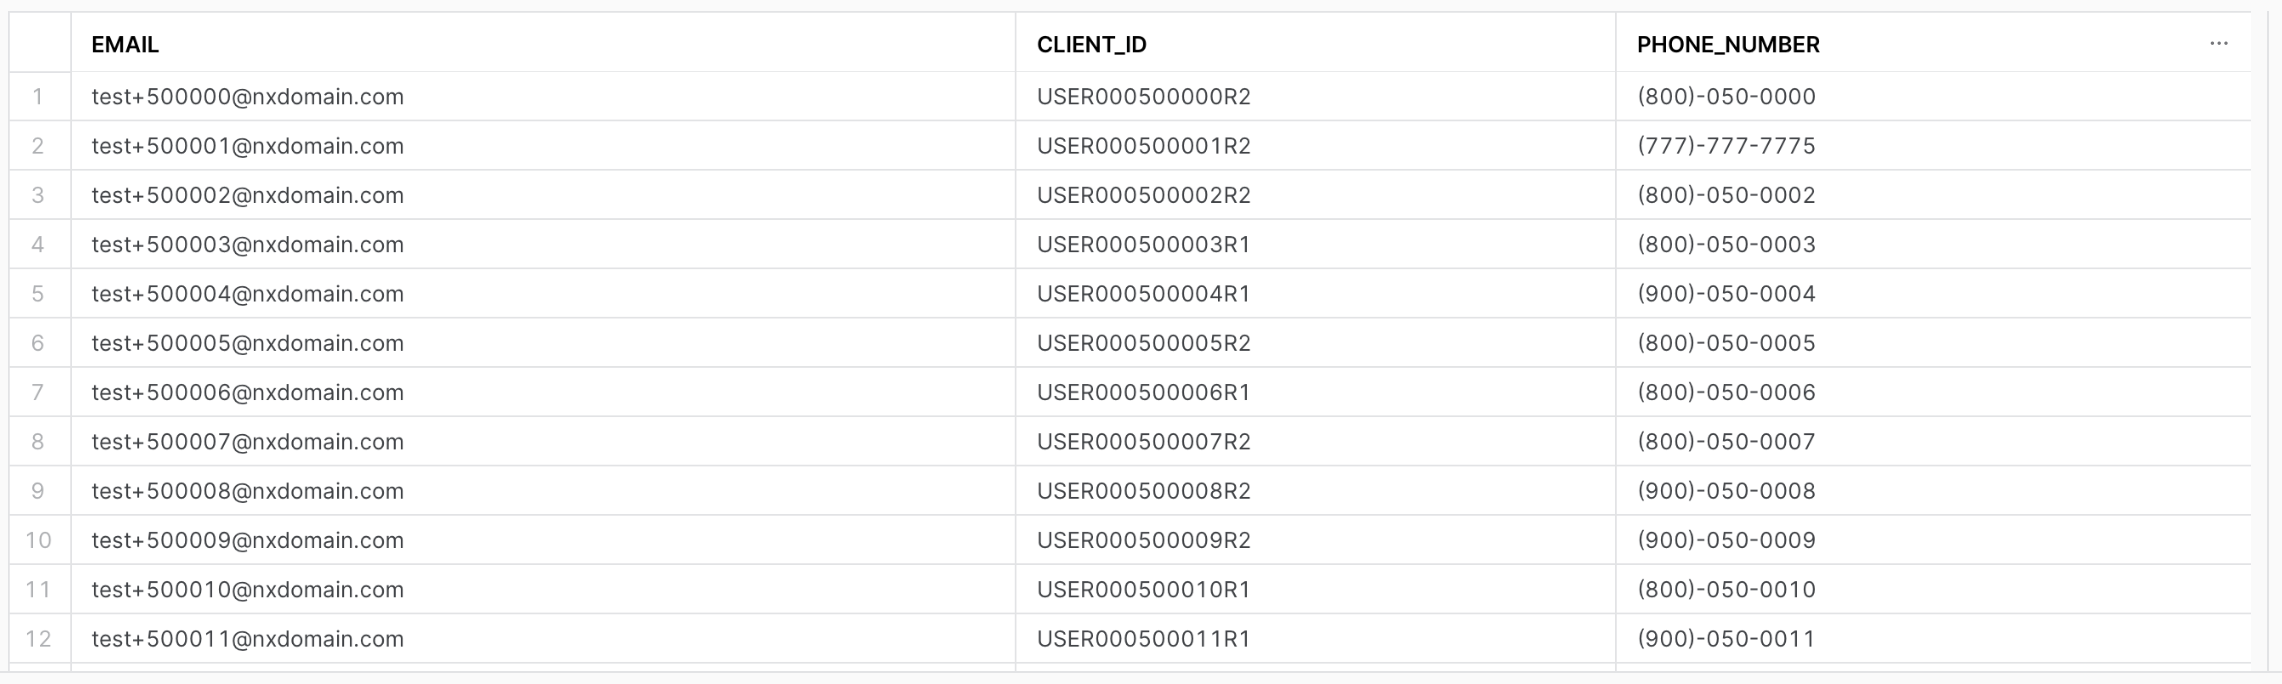 EMAIL CLIENT_ID PHONE_NUMBER ...
1 test+500000@nxdomain.com USER000500000R2 (800)-050-0000
2 test+500001@nxdomain.com USER000500001R2 (777)-777-7775
3 test+500002@nxdomain.com USER000500002R2 (800)-050-0002
4 test+500003@nxdomain.com USER000500003R1 (800)-050-0003
5 test+500004@nxdomain.com USER000500004R1 (900)-050-0004
6 test+500005@nxdomain.com USER000500005R2 (800)-050-0005
7 test+500006@nxdomain.com USER000500006R1 (800)-050-0006
8 test+500007@nxdomain.com USER000500007R2 (800)-050-0007
9 test+500008@nxdomain.com USER000500008R2 (900)-050-0008
10 test+500009@nxdomain.com USER000500009R2 (900)-050-0009
11 test+500010@nxdomain.com USER000500010R1 (800)-050-0010
12 test+500011@nxdomain.com USER000500011R1 (900)-050-0011